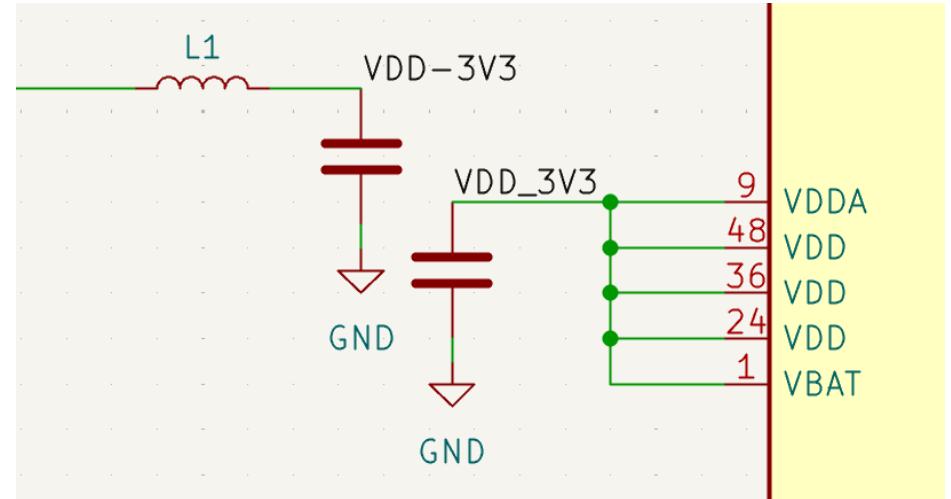 L1
VDD-3V3
VDD_3V3
9
VDDA
48
VDD
36
VDD
24
VDD
1
VBAT
GND
GND